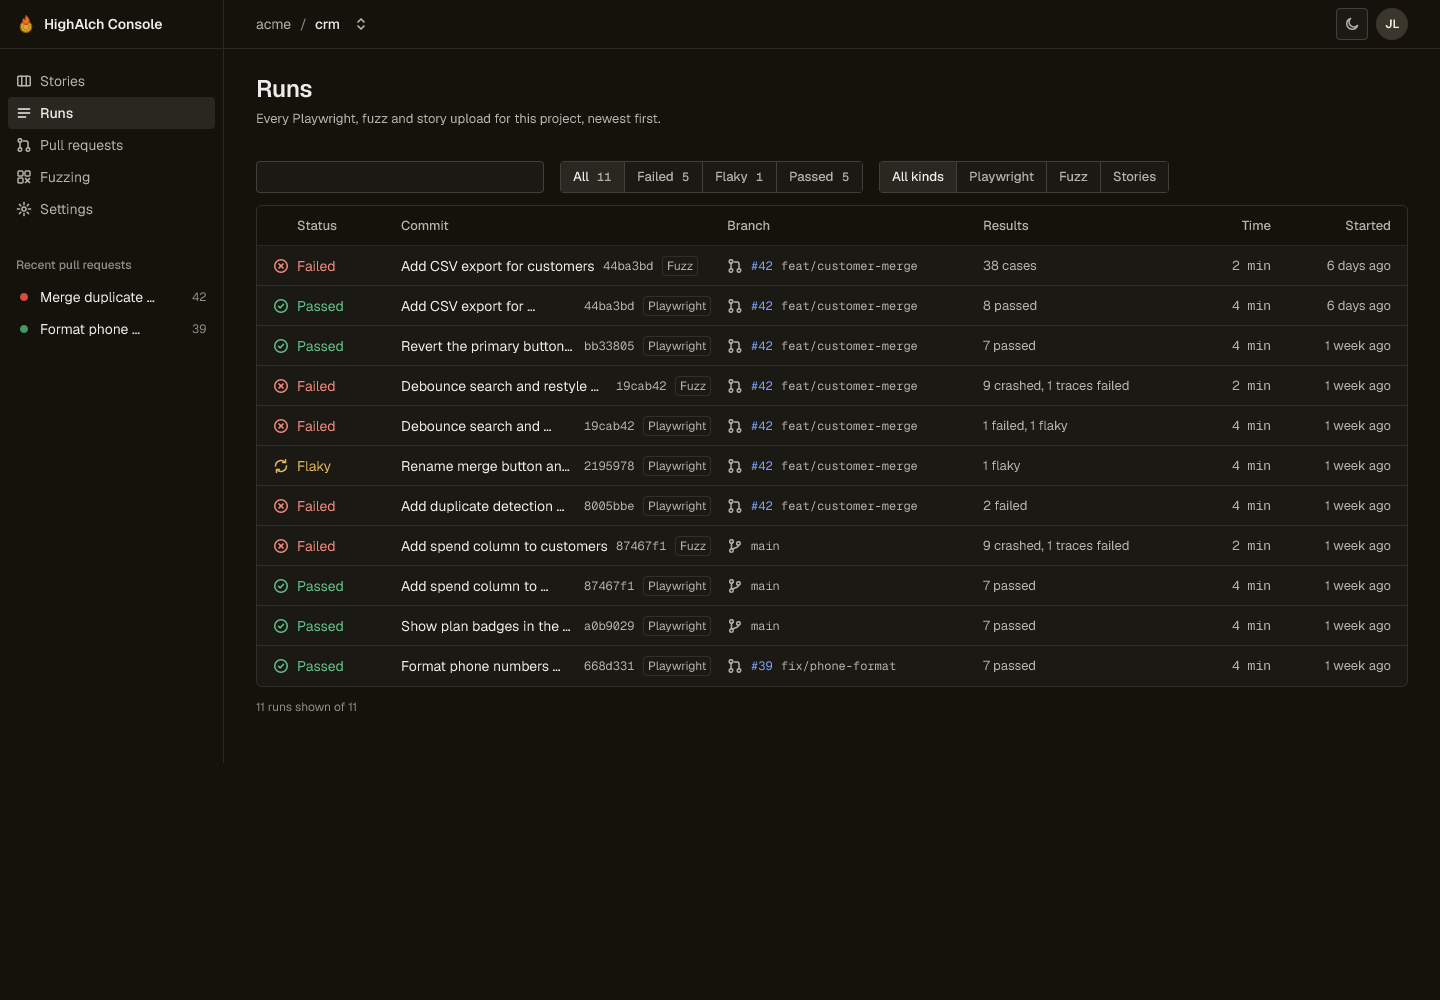 HighAlch Console
acme / crm
JL
Stories
Runs
Pull requests
Fuzzing
Settings
Recent pull requests
Merge duplicate ... 42
Format phone ... 39
Runs
Every Playwright, fuzz and story upload for this project, newest first.
All 11 Failed 5 Flaky 1 Passed 5 All kinds Playwright Fuzz Stories
Status Commit Branch Results Time Started
Failed Add CSV export for customers 44ba3bd Fuzz #42 feat/customer-merge 38 cases 2 min 6 days ago
Passed Add CSV export for ... 44ba3bd Playwright #42 feat/customer-merge 8 passed 4 min 6 days ago
Passed Revert the primary button... bb33805 Playwright #42 feat/customer-merge 7 passed 4 min 1 week ago
Failed Debounce search and restyle ... 19cab42 Fuzz #42 feat/customer-merge 9 crashed, 1 traces failed 2 min 1 week ago
Failed Debounce search and ... 19cab42 Playwright #42 feat/customer-merge 1 failed, 1 flaky 4 min 1 week ago
Flaky Rename merge button an... 2195978 Playwright #42 feat/customer-merge 1 flaky 4 min 1 week ago
Failed Add duplicate detection ... 8005bbe Playwright #42 feat/customer-merge 2 failed 4 min 1 week ago
Failed Add spend column to customers 87467f1 Fuzz main 9 crashed, 1 traces failed 2 min 1 week ago
Passed Add spend column to ... 87467f1 Playwright main 7 passed 4 min 1 week ago
Passed Show plan badges in the ... a0b9029 Playwright main 7 passed 4 min 1 week ago
Passed Format phone numbers ... 668d331 Playwright #39 fix/phone-format 7 passed 4 min 1 week ago
11 runs shown of 11